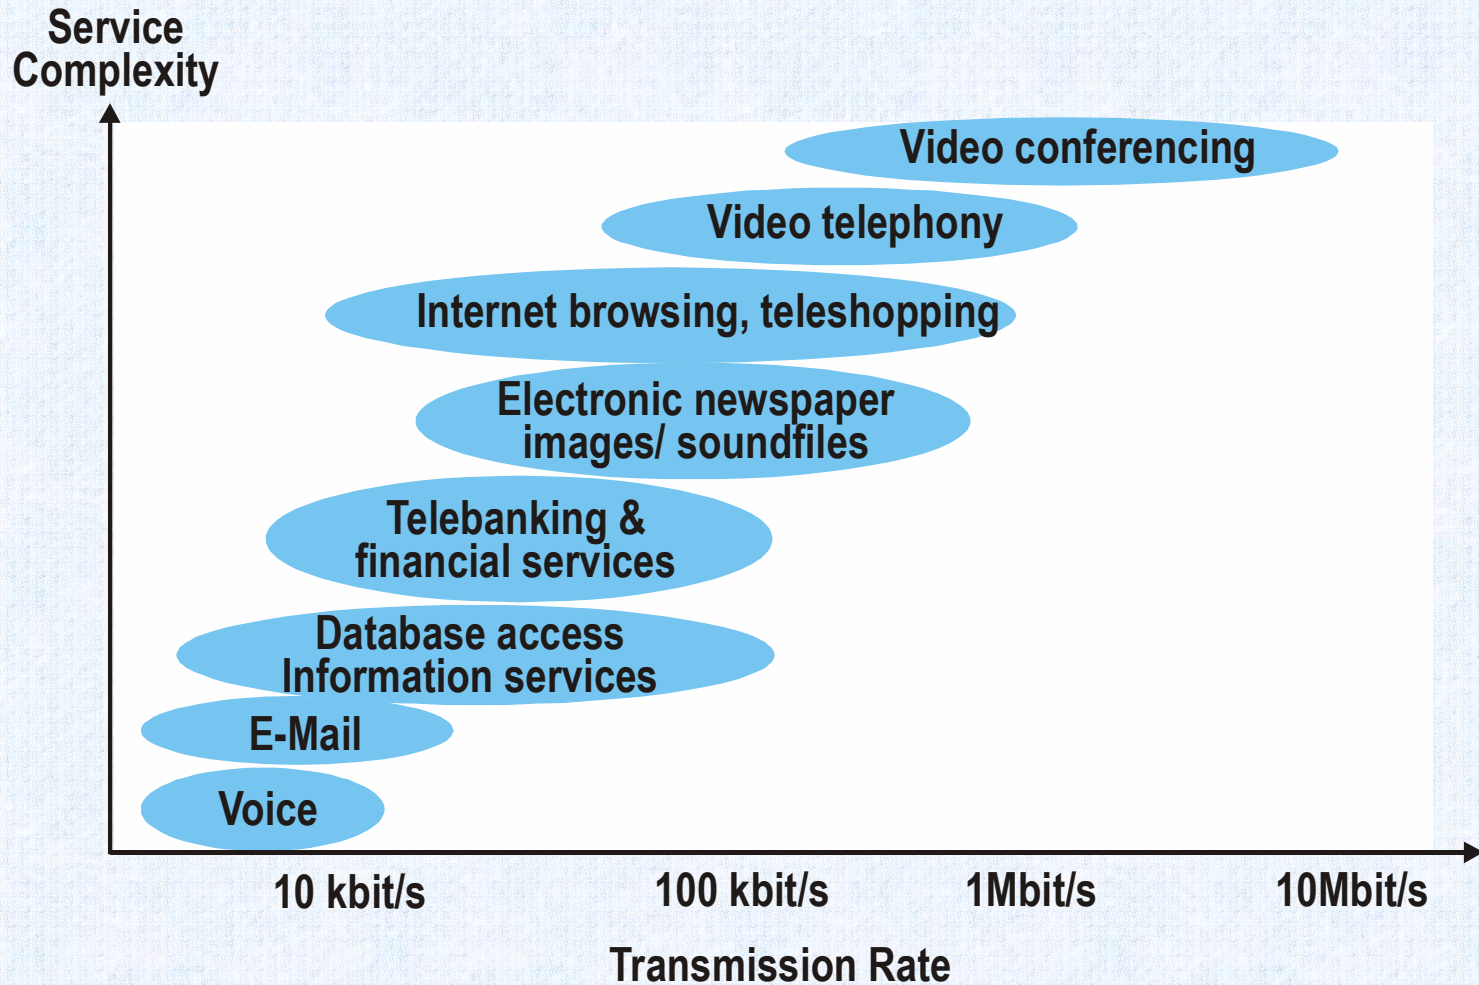 Service
Complexity
Video conferencing
Video telephony
Internet browsing, teleshopping
Electronic newspaper
images/ soundfiles
Telebanking &
financial services
Database access
Information services
E-Mail
Voice
10 kbit/s
100 kbit/s
1Mbit/s
10Mbit/s
Transmission Rate